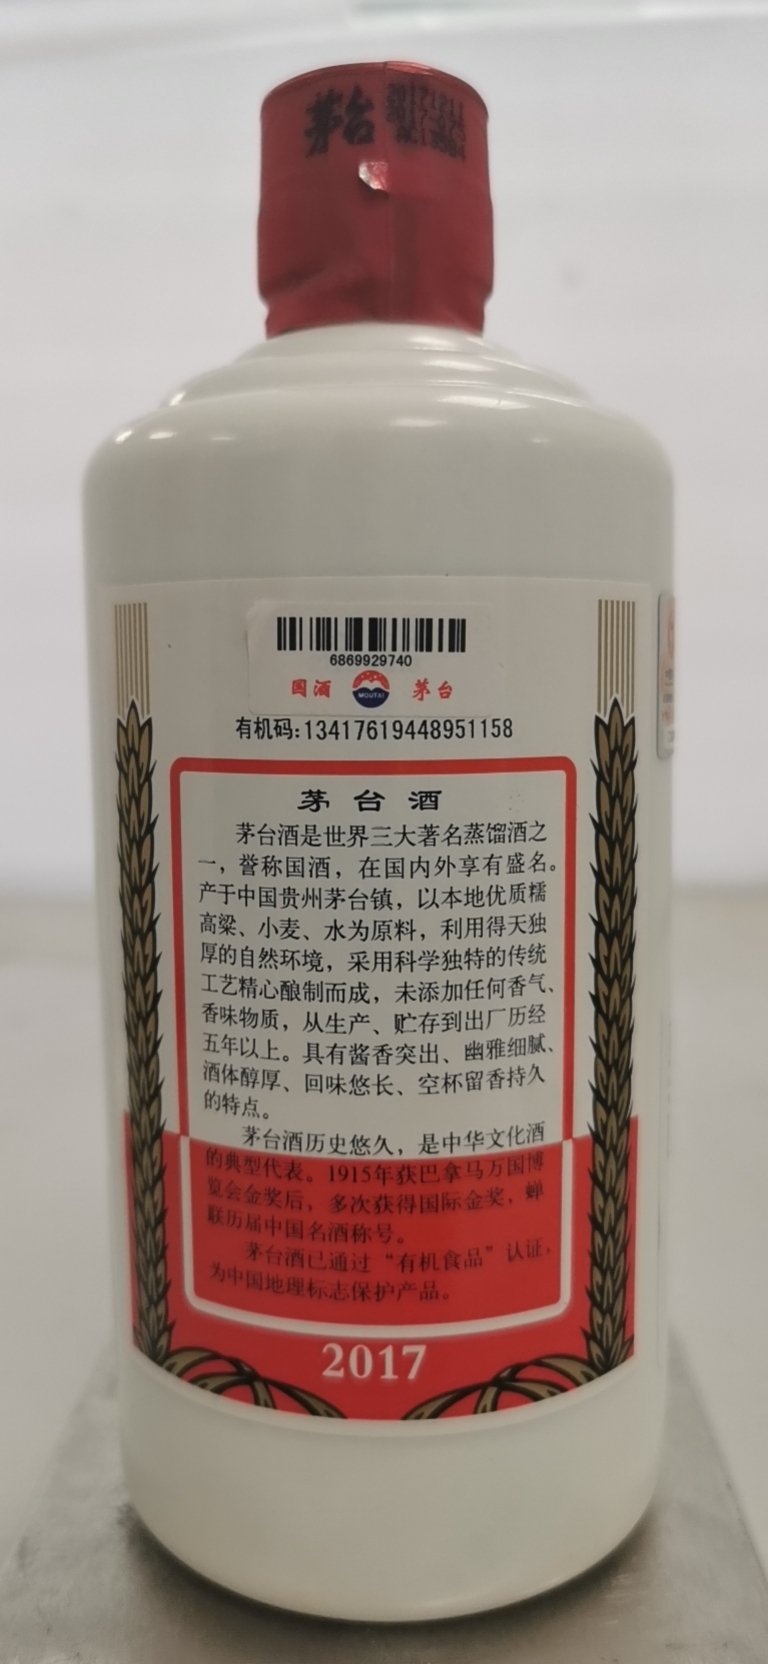 茅台
6869929740
国酒 MOUTAI 茅台
有机码:13417619448951158
茅台酒
茅台酒是世界三大著名蒸馏酒之
一，誉称国酒，在国内外享有盛名。
产于中国贵州茅台镇，以本地优质糯
高粱、小麦、水为原料，利用得天独
厚的自然环境，采用科学独特的传统
工艺精心酿制而成，未添加任何香气、
香味物质，从生产、贮存到出厂历经
五年以上。具有酱香突出、幽雅细腻、
酒体醇厚、回味悠长、空杯留香持久
的特点。
茅台酒历史悠久，是中华文化酒
的典型代表。1915年获巴拿马万国博
览会金奖后，多次获得国际金奖，蝉
联历届中国名酒称号。
茅台酒已通过“有机食品”认证，
为中国地理标志保护产品。
2017